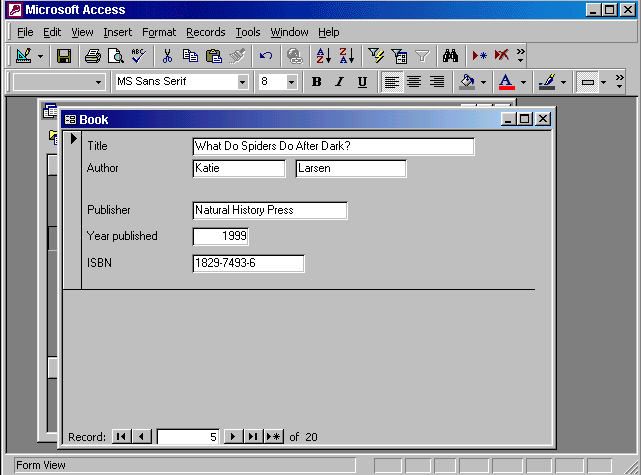 Microsoft Access
File Edit View Insert Format Records Tools Window Help
MS Sans Serif 8 B I U A
Book
Title What Do Spiders Do After Dark?
Author Katie Larsen
Publisher Natural History Press
Year published 1999
ISBN 1829-7493-6
Record: 5 of 20
Form View